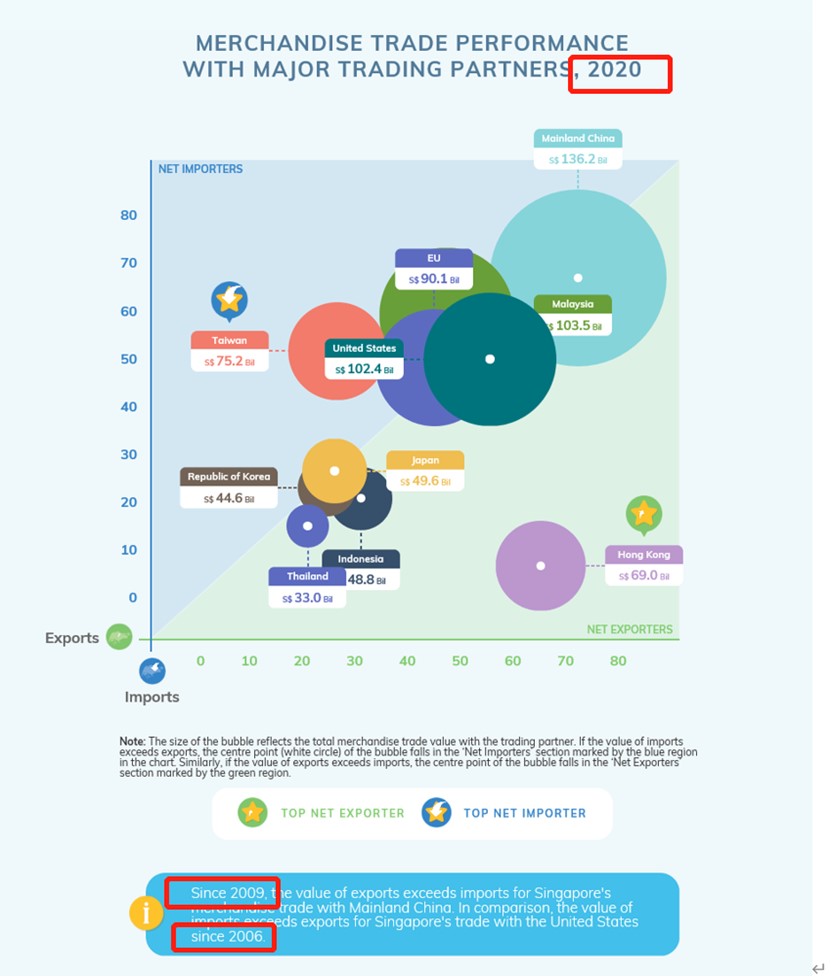 MERCHANDISE TRADE PERFORMANCE
WITH MAJOR TRADING PARTNERS, 2020
Mainland China
S$ 136.2 Bil
NET IMPORTERS
80
70
60
50
40
30
20
10
0
EU
S$ 90.1 Bil
Malaysia
103.5 Bil
Taiwan
S$ 75.2 Bil
United States
S$ 102.4 Bil
Japan
S$ 49.6 Bil
Republic of Korea
S$ 44.6 Bil
Indonesia
48.8 Bil
Thailand
S$ 33.0 Bil
Hong Kong
S$ 69.0 Bil
NET EXPORTERS
Exports
0 10 20 30 40 50 60 70 80
Imports
Note: The size of the bubble reflects the total merchandise trade value with the trading partner. If the value of imports
exceeds exports, the centre point (white circle) of the bubble falls in the 'Net Importers' section marked by the blue region
in the chart. Similarly, if the value of exports exceeds imports, the centre point of the bubble falls in the 'Net Exporters'
section marked by the green region.
TOP NET EXPORTER
TOP NET IMPORTER
i
Since 2009, the value of exports exceeds imports for Singapore's
merchandise trade with Mainland China. In comparison, the value of
imports exceeds exports for Singapore's trade with the United States
since 2006.